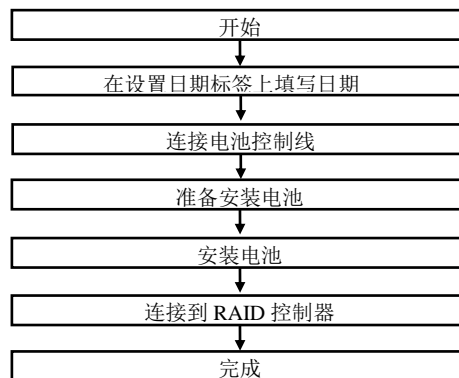 开始
在设置日期标签上填写日期
连接电池控制线
准备安装电池
安装电池
连接到 RAID 控制器
完成